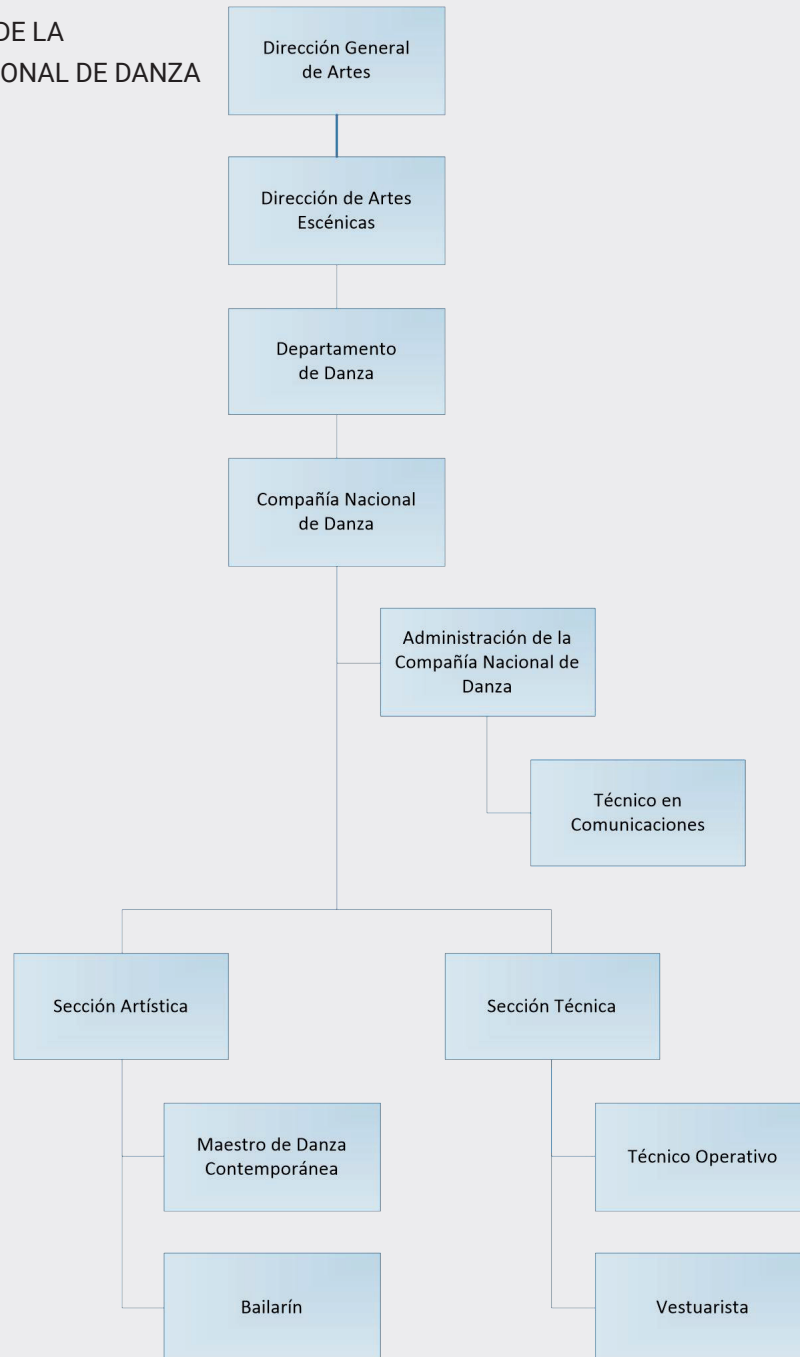 DE LA
ONAL DE DANZA
Dirección General
de Artes
Dirección de Artes
Escénicas
Departamento
de Danza
Compañía Nacional
de Danza
Administración de la
Compañía Nacional de
Danza
Técnico en
Comunicaciones
Sección Artística
Sección Técnica
Maestro de Danza
Contemporánea
Técnico Operativo
Bailarín
Vestuarista